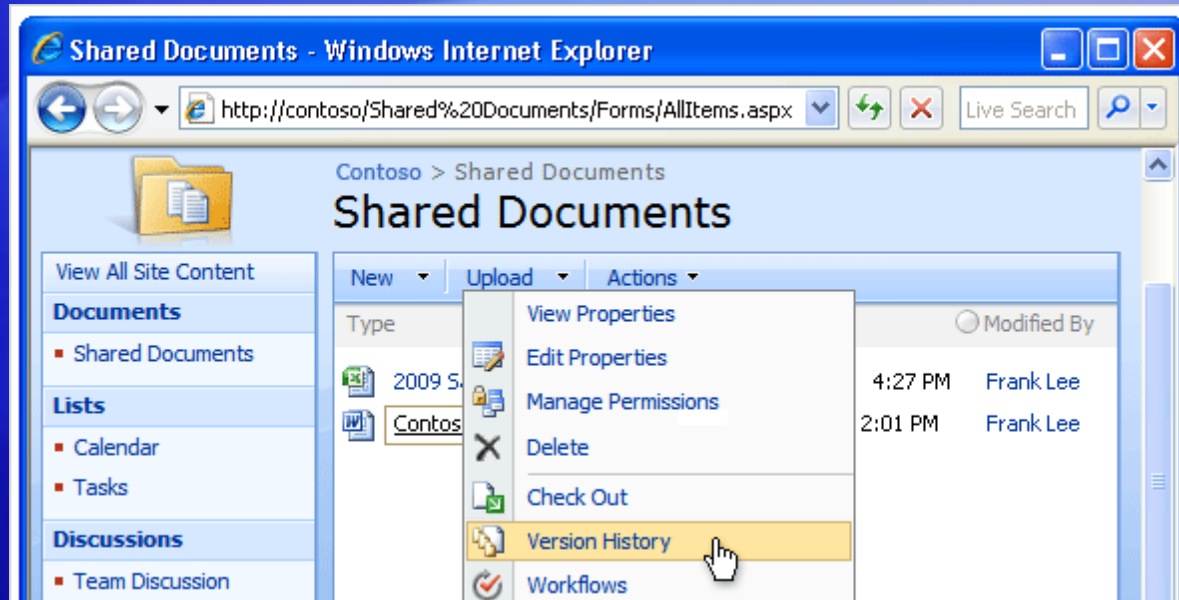 Shared Documents - Windows Internet Explorer
http://contoso/Shared%20Documents/Forms/AllItems.aspx Live Search
Contoso > Shared Documents
Shared Documents
View All Site Content
Documents
Shared Documents
Lists
Calendar
Tasks
Discussions
Team Discussion
New Upload Actions
Type Modified By
2009 4:27 PM Frank Lee
2:01 PM Frank Lee
View Properties
Edit Properties
Manage Permissions
Delete
Check Out
Version History
Workflows